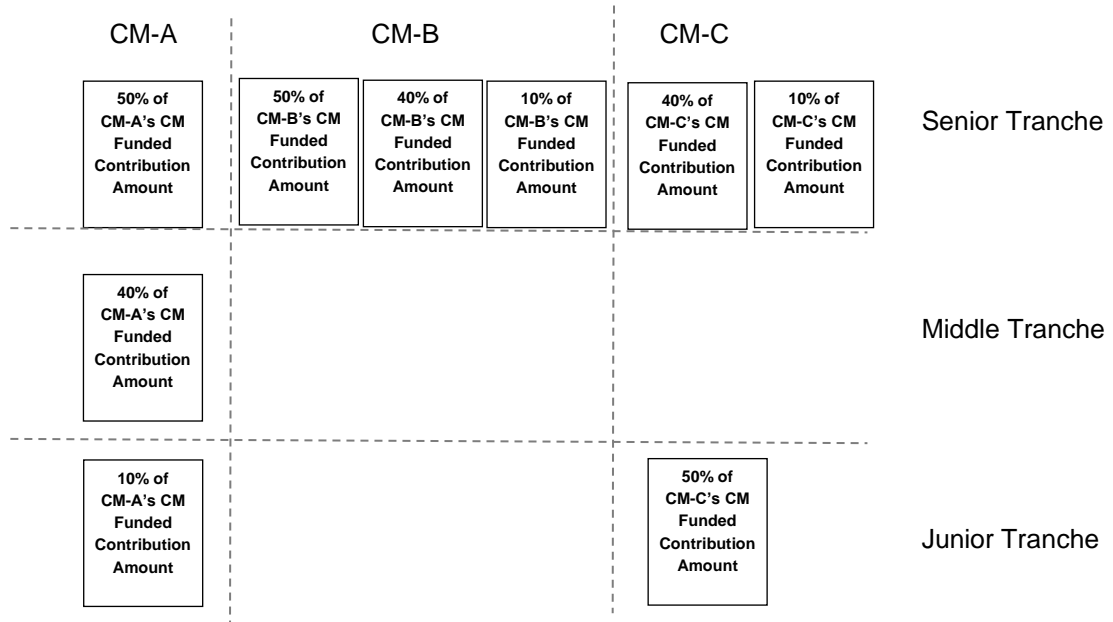 CM-A
CM-B
CM-C
50% of
CM-A's CM
Funded
Contribution
Amount
50% of
CM-B's CM
Funded
Contribution
Amount
40% of
CM-B's CM
Funded
Contribution
Amount
10% of
CM-B's CM
Funded
Contribution
Amount
40% of
CM-C's CM
Funded
Contribution
Amount
10% of
CM-C's CM
Funded
Contribution
Amount
Senior Tranche
40% of
CM-A's CM
Funded
Contribution
Amount
Middle Tranche
10% of
CM-A's CM
Funded
Contribution
Amount
50% of
CM-C's CM
Funded
Contribution
Amount
Junior Tranche